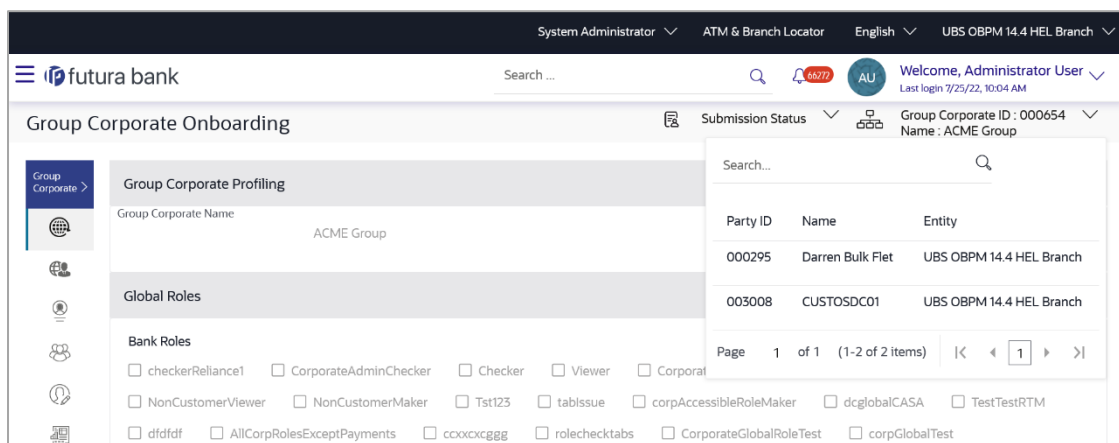 System Administrator ATM & Branch Locator English UBS OBPM 14.4 HEL Branch
futura bank Search ... 66272 AU Welcome, Administrator User
Last login 7/25/22, 10:04 AM
Group Corporate Onboarding Submission Status Group Corporate ID : 000654
Name : ACME Group
Group
Corporate >
Group Corporate Profiling
Group Corporate Name
ACME Group
Global Roles
Bank Roles
checkerReliance1 CorporateAdminChecker Checker Viewer Corporat
NonCustomerViewer NonCustomerMaker Tst123 tabIssue corpAccessibleRoleMaker dcglobalCASA TestTestRTM
dfdfdf AllCorpRolesExceptPayments ccxxcxcggg rolechecktabs CorporateGlobalRoleTest corpGlobalTest
Search...
Party ID Name Entity
000295 Darren Bulk Flet UBS OBPM 14.4 HEL Branch
003008 CUSTOSDC01 UBS OBPM 14.4 HEL Branch
Page 1 of 1 (1-2 of 2 items) 1